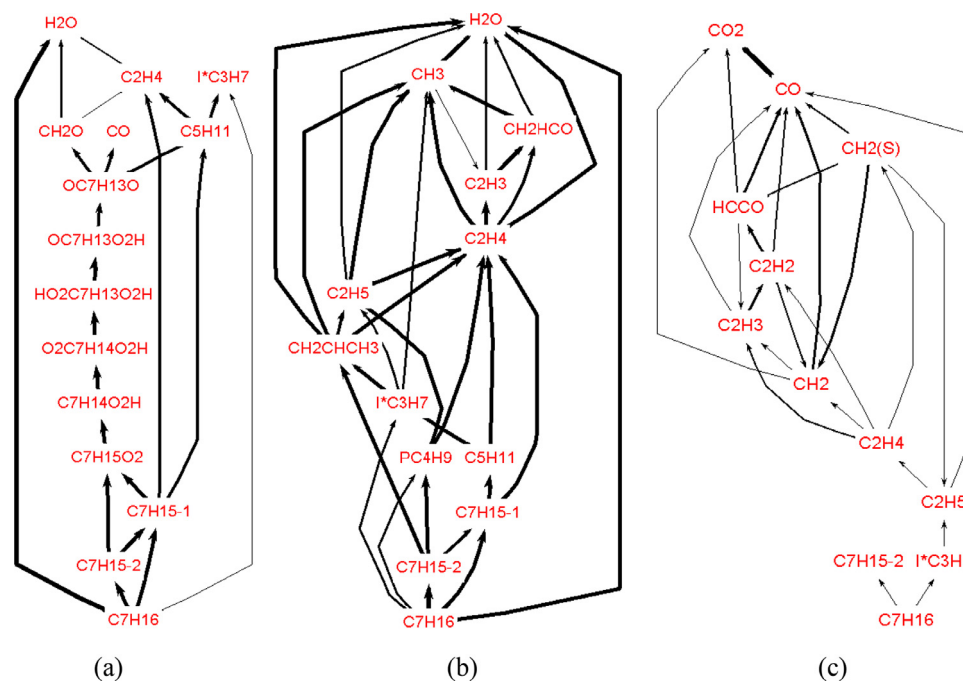 H2O
C2H4 I*C3H7
CH2O CO C5H11
OC7H13O
OC7H13O2H
HO2C7H13O2H
O2C7H14O2H
C7H14O2H
C7H15O2
C7H15-1
C7H15-2
C7H16
(a)
H2O
CH3
CH2HCO
C2H3
C2H4
C2H5
CH2CHCH3
I*C3H7
PC4H9 C5H11
C7H15-1
C7H15-2
C7H16
(b)
CO2
CO
CH2(S)
HCCO
C2H2
C2H3
CH2
C2H4
C2H5
C7H15-2 I*C3H
C7H16
(c)